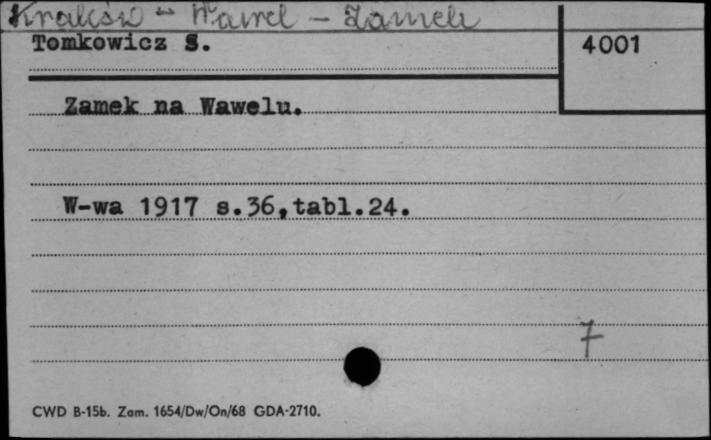 Kraków - Wawel - Zamek
Tomkowicz S.
4001
Zamek na Wawelu.
W-wa 1917 s.36,tabl.24.
7
CWD B-15b. Zam. 1654/Dw/On/68 GDA-2710.